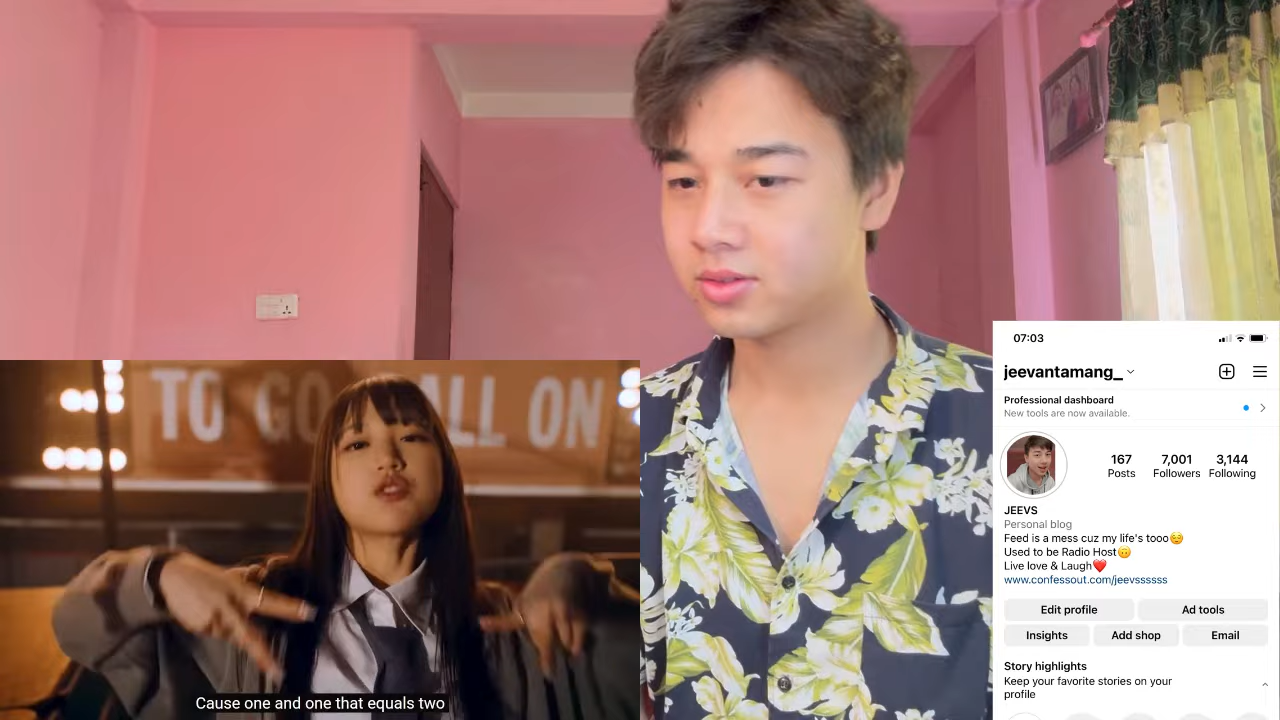 TO GO ALL ON
Cause one and one that equals two
07:03
jeevantamang_
Professional dashboard
New tools are now available.
167 7,001 3,144
Posts Followers Following
JEEVS
Personal blog
Feed is a mess cuz my life's tooo😌
Used to be Radio Host🙃
Live love & Laugh❤️
www.confessout.com/jeevssssss
Edit profile Ad tools
Insights Add shop Email
Story highlights
Keep your favorite stories on your
profile